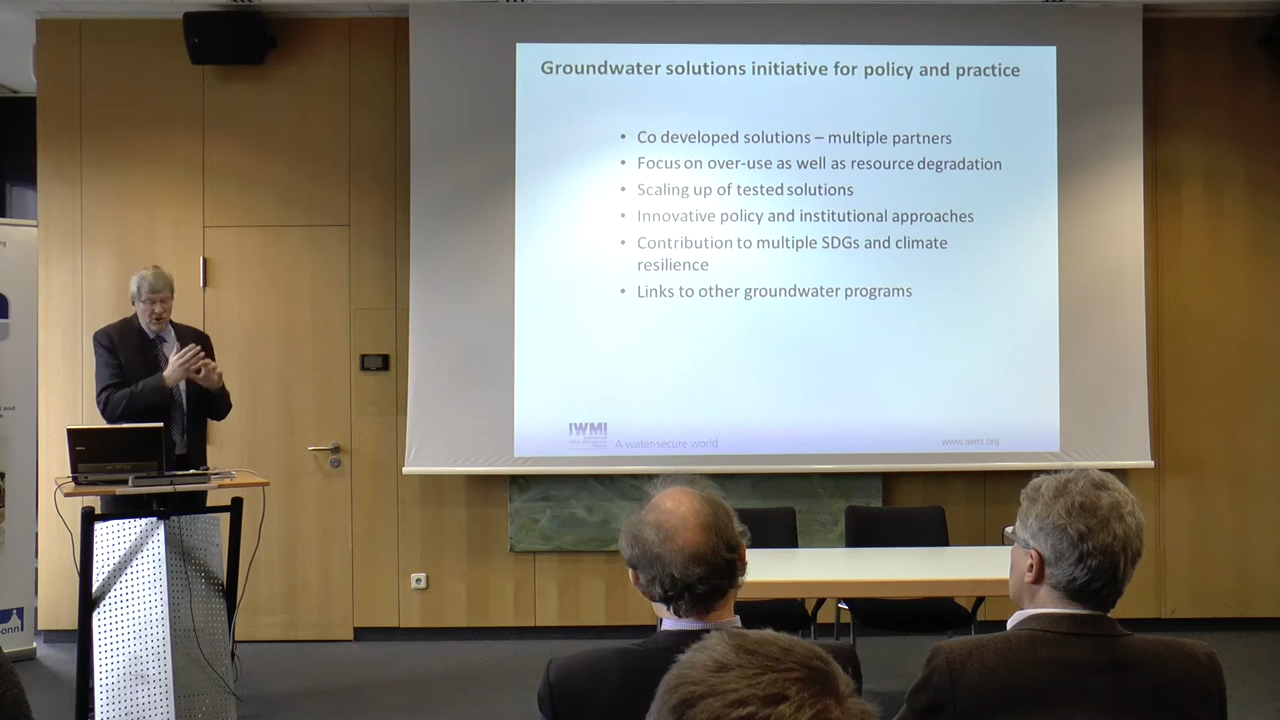 Groundwater solutions initiative for policy and practice
• Co developed solutions – multiple partners
• Focus on over-use as well as resource degradation
• Scaling up of tested solutions
• Innovative policy and institutional approaches
• Contribution to multiple SDGs and climate
resilience
• Links to other groundwater programs
IWMI
A water-secure world
www.iwmi.org